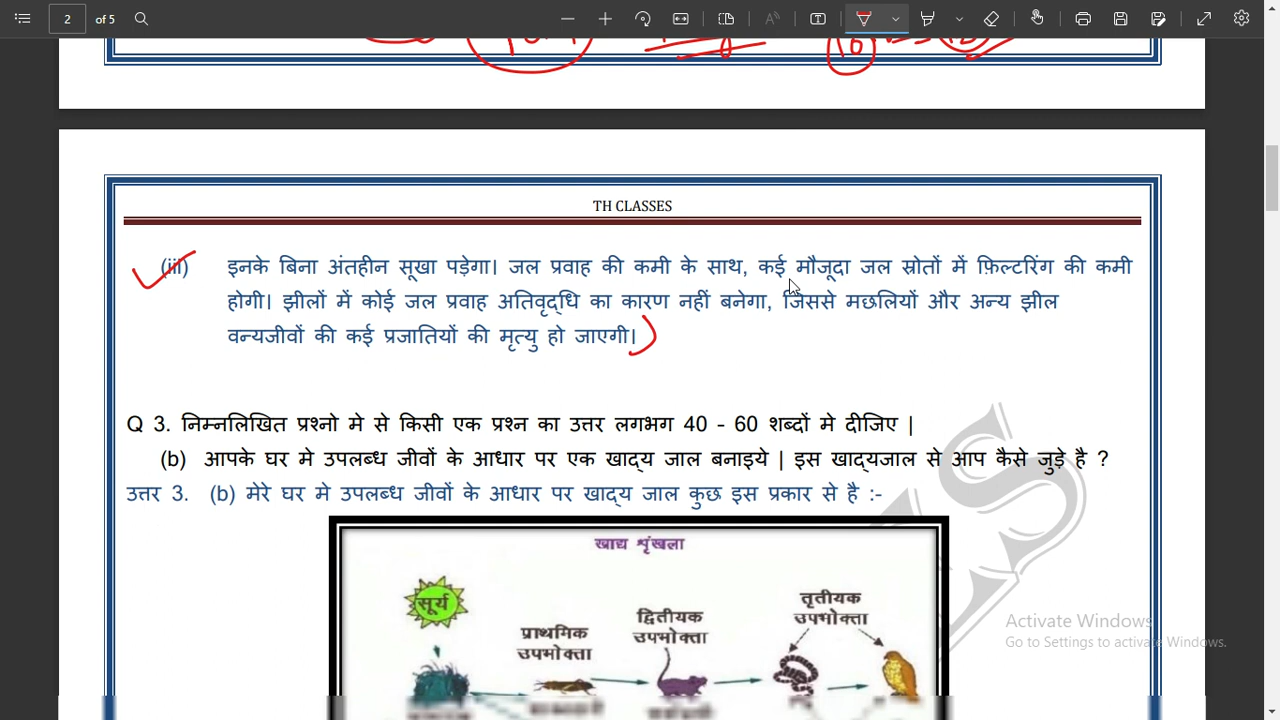 2 of 5
TH CLASSES
(iii) इनके बिना अंतहीन सूखा पड़ेगा। जल प्रवाह की कमी के साथ, कई मौजूदा जल स्रोतों में फ़िल्टरिंग की कमी
होगी। झीलों में कोई जल प्रवाह अतिवृद्धि का कारण नहीं बनेगा, जिससे मछलियों और अन्य झील
वन्यजीवों की कई प्रजातियों की मृत्यु हो जाएगी।
Q 3. निम्नलिखित प्रश्नो मे से किसी एक प्रश्न का उत्तर लगभग 40 - 60 शब्दों मे दीजिए |
(b) आपके घर मे उपलब्ध जीवों के आधार पर एक खाद्य जाल बनाइये | इस खाद्यजाल से आप कैसे जुड़े है ?
उत्तर 3. (b) मेरे घर मे उपलब्ध जीवों के आधार पर खाद्य जाल कुछ इस प्रकार से है :-
खाद्य शृंखला
सूर्य
प्राथमिक
उपभोक्ता
द्वितीयक
उपभोक्ता
तृतीयक
उपभोक्ता
Activate Windows
Go to Settings to activate Windows.